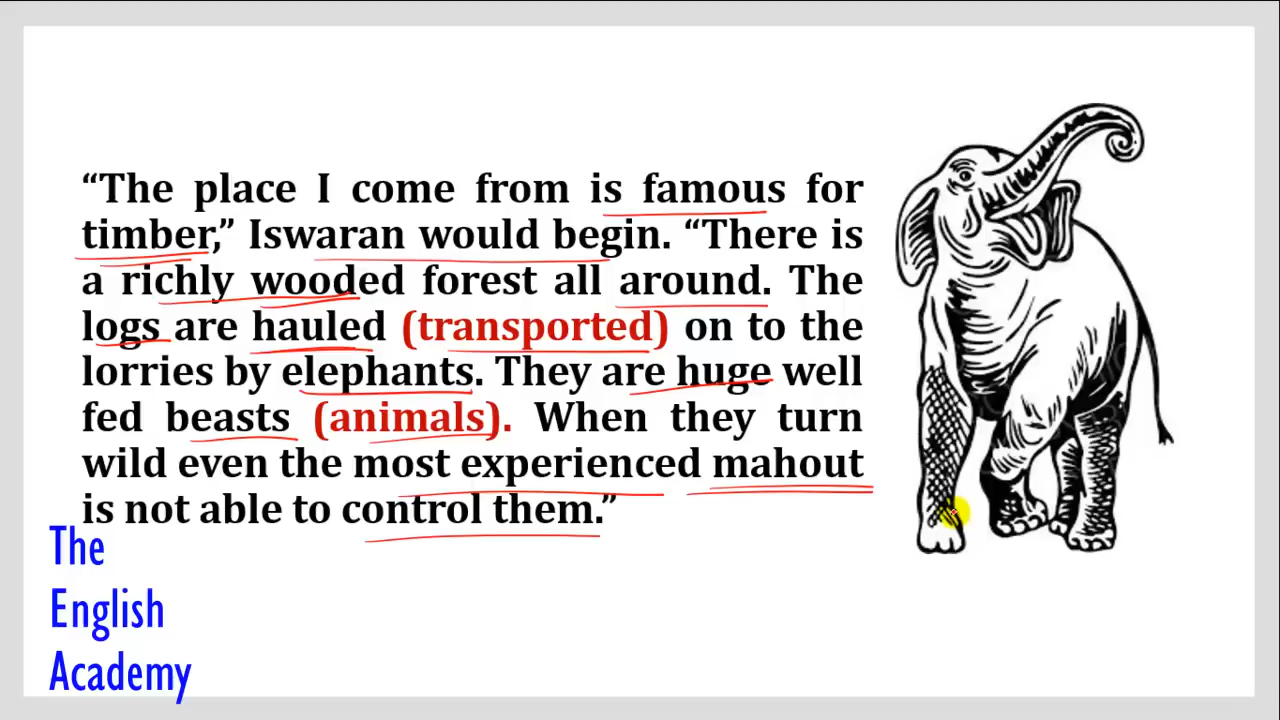 “The place I come from is famous for
timber,” Iswaran would begin. “There is
a richly wooded forest all around. The
logs are hauled (transported) on to the
lorries by elephants. They are huge well
fed beasts (animals). When they turn
wild even the most experienced mahout
is not able to control them.”
The
English
Academy